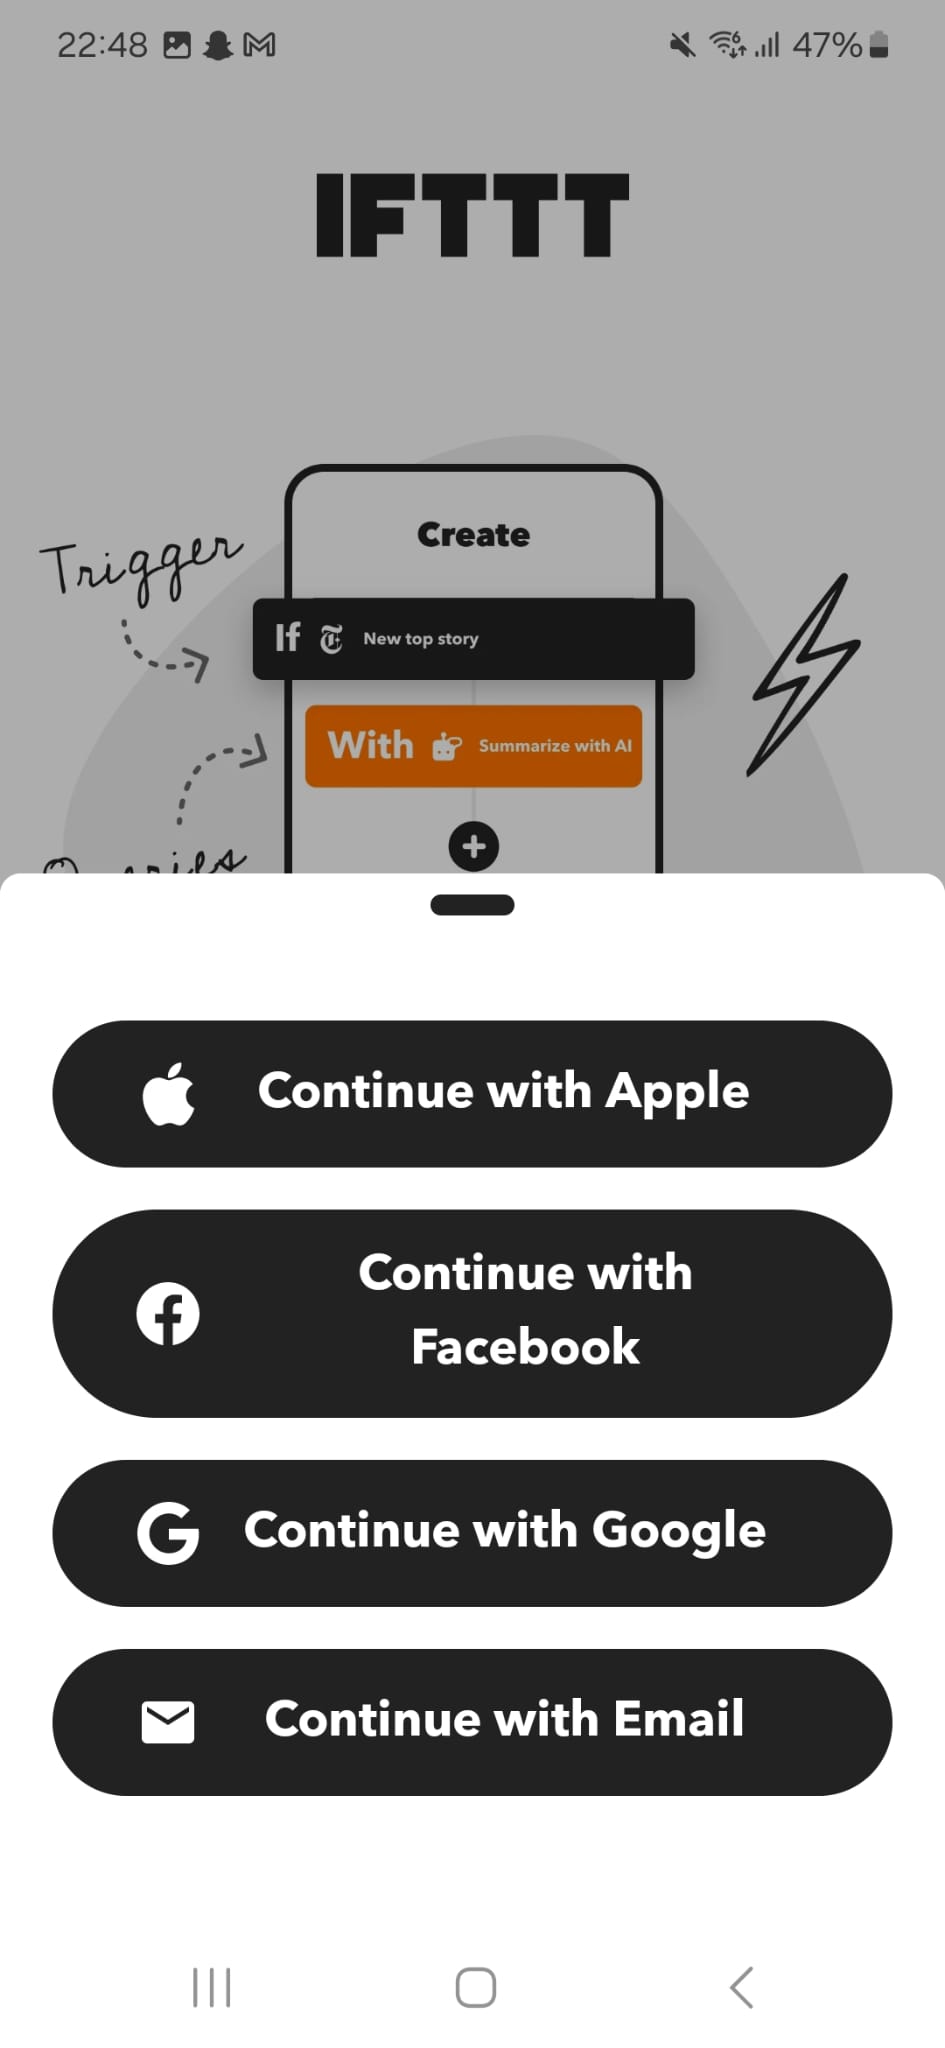 22:48
47%
IFTTT
Create
Trigger
If New top story
With Summarize with AI
Continue with Apple
Continue with
Facebook
Continue with Google
Continue with Email